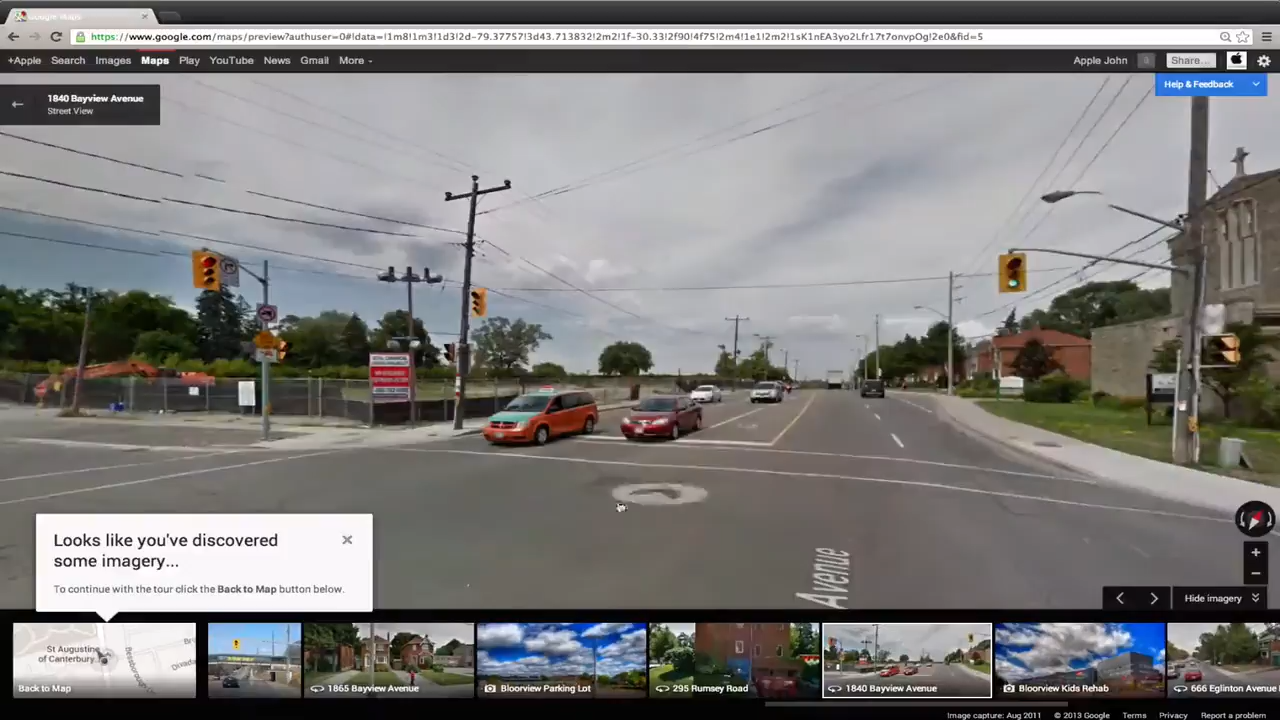 Google Maps
https://www.google.com/maps/preview?authuser=0#!data=!1m8!1m3!1d3!2d-79.37757!3d43.713832!2m2!1f-30.33!2f90!4f75!2m4!1e1!2m2!1sK1nEA3yo2Lfr17t7onvpOg!2e0&fid=5
+Apple Search Images Maps Play YouTube News Gmail More
Apple John
Share...
1840 Bayview Avenue
Street View
Help & Feedback
Avenue
Looks like you've discovered
some imagery...
To continue with the tour click the Back to Map button below.
Hide imagery
St Augustine
of Canterbury...
Bessborough
Back to Map
1865 Bayview Avenue
Bloorview Parking Lot
295 Rumsey Road
1840 Bayview Avenue
Bloorview Kids Rehab
666 Eglinton Avenue
Image capture: Aug 2011 © 2013 Google Terms Privacy Report a problem